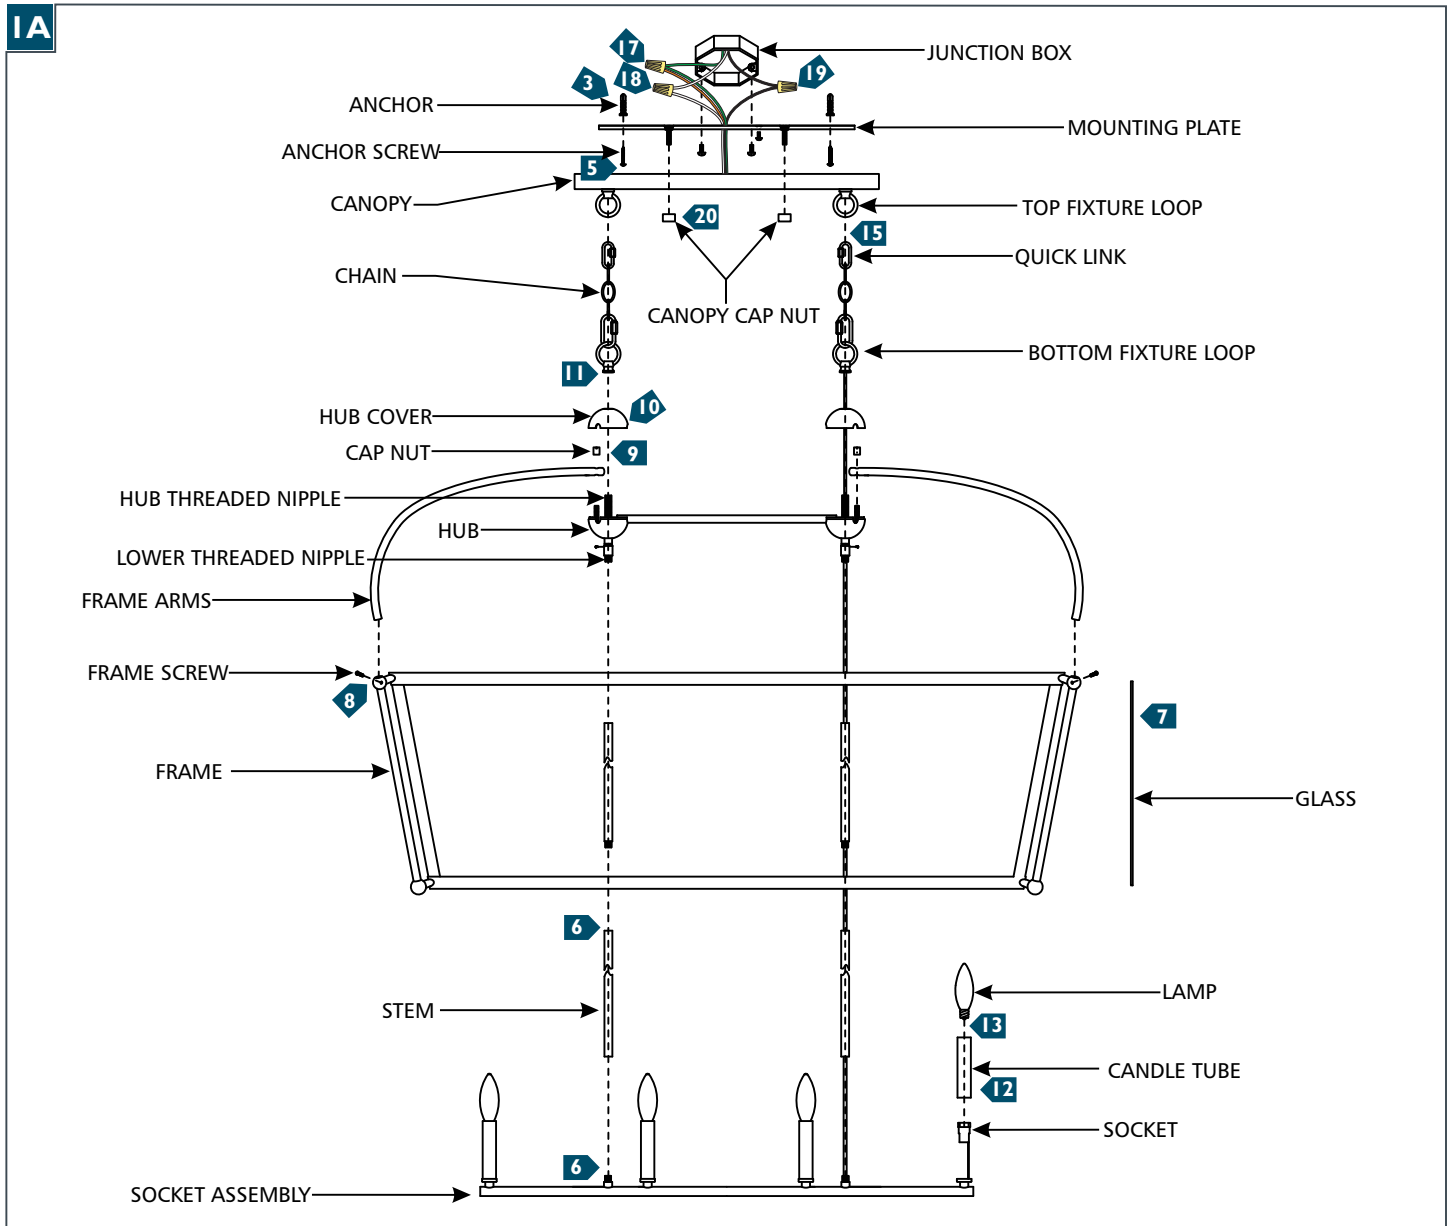 1A
17
JUNCTION BOX
18
19
3
ANCHOR
MOUNTING PLATE
ANCHOR SCREW
5
CANOPY
20
TOP FIXTURE LOOP
15
QUICK LINK
CHAIN
CANOPY CAP NUT
BOTTOM FIXTURE LOOP
11
HUB COVER
10
CAP NUT
9
HUB THREADED NIPPLE
HUB
LOWER THREADED NIPPLE
FRAME ARMS
FRAME SCREW
8
7
FRAME
GLASS
6
LAMP
STEM
13
CANDLE TUBE
12
SOCKET
6
SOCKET ASSEMBLY